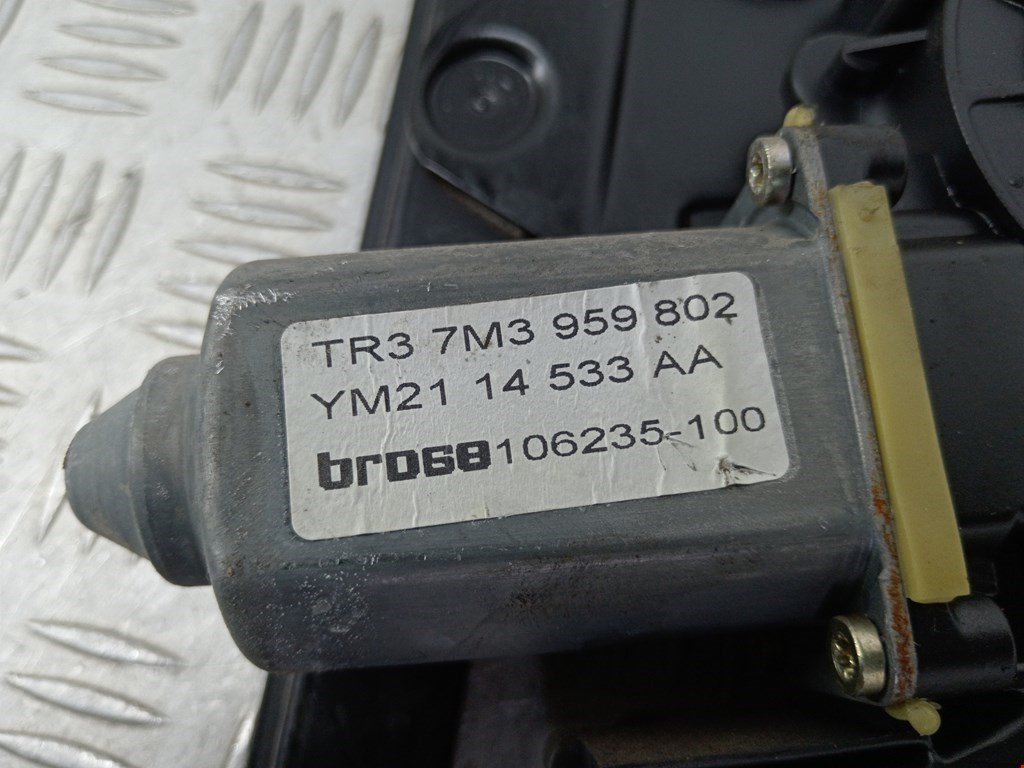 TR3 7M3 959 802
YM21 14 533 AA
brose 106235-100